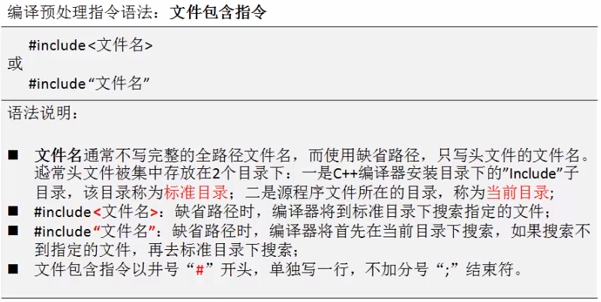 编译预处理指令语法：文件包含指令
#include<文件名>
或
#include“文件名”
语法说明：
■ 文件名通常不写完整的全路径文件名，而使用缺省路径，只写头文件的文件名。
通常头文件被集中存放在2个目录下：一是C++编译器安装目录下的”Include”子
目录，该目录称为标准目录；二是源程序文件所在的目录，称为当前目录;
■ #include<文件名>：缺省路径时，编译器将到标准目录下搜索指定的文件；
■ #include“文件名”：缺省路径时，编译器将首先在当前目录下搜索，如果搜索不
到指定的文件，再去标准目录下搜索；
■ 文件包含指令以井号“#”开头，单独写一行，不加分号“;”结束符。